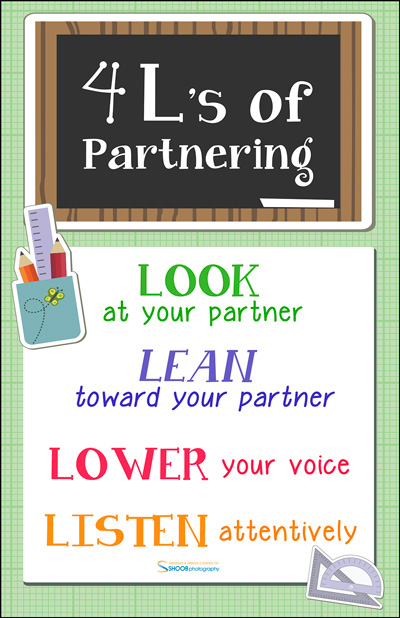 4 L's of
Partnering
LOOK
at your partner
LEAN
toward your partner
LOWER your voice
LISTEN attentively
SHOOB photography